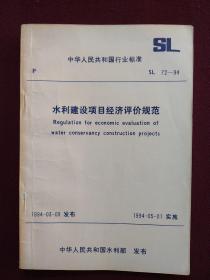 SL
中华人民共和国行业标准
P
SL 72—94
水利建设项目经济评价规范
Regulation for economic evaluation of
water conservancy construction projects
1994-03-09 发布
1994-05-01 实施
中华人民共和国水利部 发布